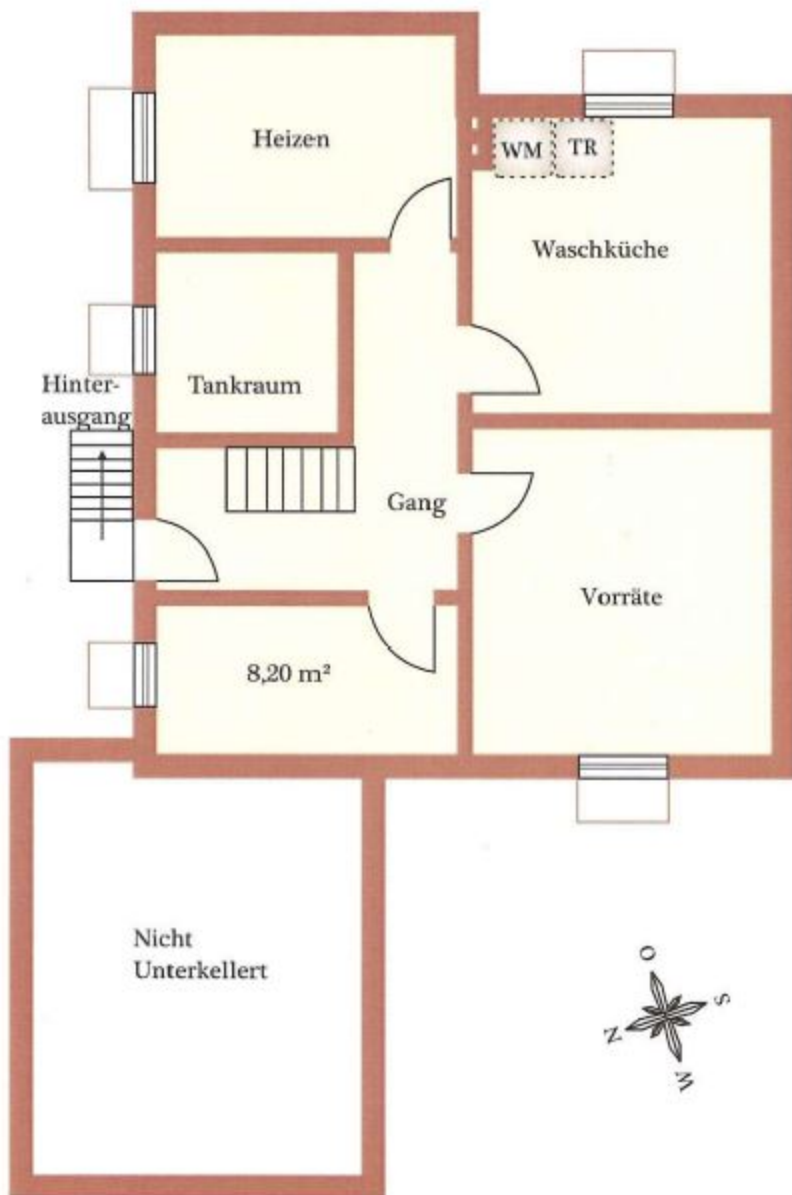 Heizen
WM
TR
Waschküche
Hinter-
ausgang
Tankraum
Gang
Vorräte
8,20 m²
Nicht
Unterkellert
O
S
N
W